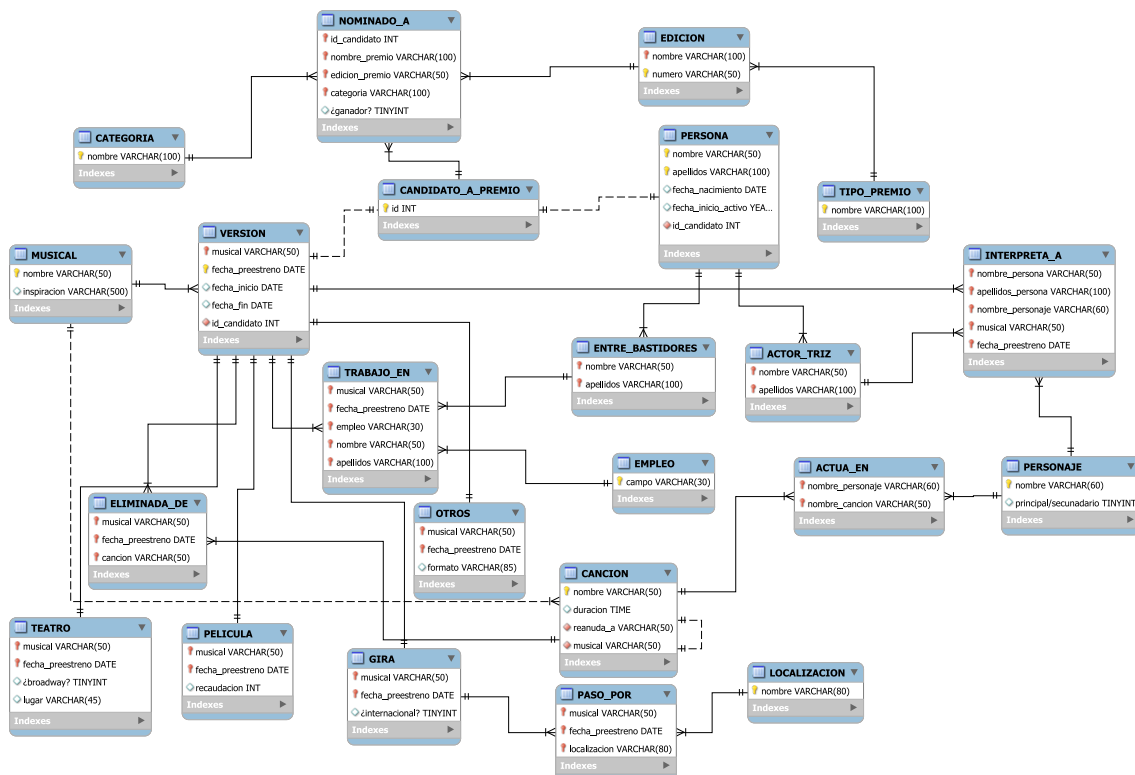 NOMINADO_A
id_candidato INT
nombre_premio VARCHAR(100)
edicion_premio VARCHAR(50)
categoria VARCHAR(100)
¿ganador? TINYINT
Indexes
EDICION
nombre VARCHAR(100)
numero VARCHAR(50)
Indexes
CATEGORIA
nombre VARCHAR(100)
Indexes
PERSONA
nombre VARCHAR(50)
apellidos VARCHAR(100)
fecha_nacimiento DATE
fecha_inicio_activo YEA...
id_candidato INT
Indexes
CANDIDATO_A_PREMIO
id INT
Indexes
TIPO_PREMIO
nombre VARCHAR(100)
Indexes
VERSION
musical VARCHAR(50)
fecha_preestreno DATE
fecha_inicio DATE
fecha_fin DATE
id_candidato INT
Indexes
MUSICAL
nombre VARCHAR(50)
inspiracion VARCHAR(500)
Indexes
INTERPRETA_A
nombre_persona VARCHAR(50)
apellidos_persona VARCHAR(100)
nombre_personaje VARCHAR(60)
musical VARCHAR(50)
fecha_preestreno DATE
Indexes
ENTRE_BASTIDORES
nombre VARCHAR(50)
apellidos VARCHAR(100)
Indexes
ACTOR_TRIZ
nombre VARCHAR(50)
apellidos VARCHAR(100)
Indexes
TRABAJO_EN
musical VARCHAR(50)
fecha_preestreno DATE
empleo VARCHAR(30)
nombre VARCHAR(50)
apellidos VARCHAR(100)
Indexes
EMPLEO
campo VARCHAR(30)
Indexes
ACTUA_EN
nombre_personaje VARCHAR(60)
nombre_cancion VARCHAR(50)
Indexes
PERSONAJE
nombre VARCHAR(60)
principal/secundario TINYINT
Indexes
ELIMINADA_DE
musical VARCHAR(50)
fecha_preestreno DATE
cancion VARCHAR(50)
Indexes
OTROS
musical VARCHAR(50)
fecha_preestreno DATE
formato VARCHAR(85)
Indexes
CANCION
nombre VARCHAR(50)
duracion TIME
reanuda_a VARCHAR(50)
musical VARCHAR(50)
Indexes
TEATRO
musical VARCHAR(50)
fecha_preestreno DATE
¿broadway? TINYINT
lugar VARCHAR(45)
Indexes
PELICULA
musical VARCHAR(50)
fecha_preestreno DATE
recaudacion INT
Indexes
GIRA
musical VARCHAR(50)
fecha_preestreno DATE
¿internacional? TINYINT
Indexes
PASO_POR
musical VARCHAR(50)
fecha_preestreno DATE
localizacion VARCHAR(80)
Indexes
LOCALIZACION
nombre VARCHAR(80)
Indexes